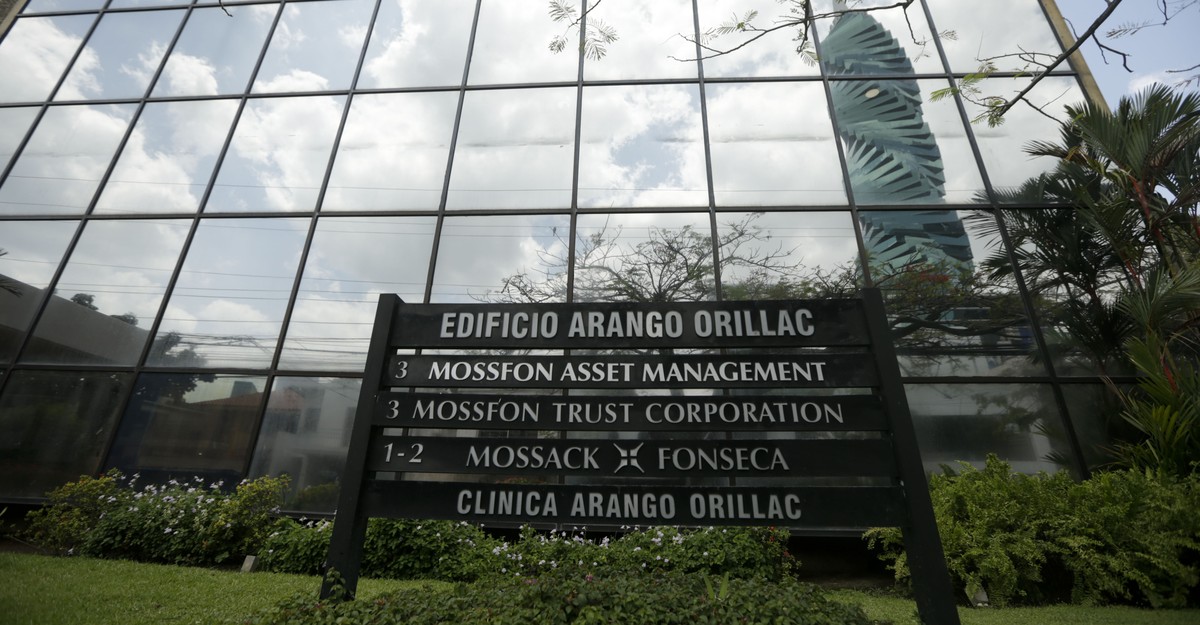 EDIFICIO ARANGO ORILLAC
3 MOSSFON ASSET MANAGEMENT
3 MOSSFON TRUST CORPORATION
1-2 MOSSACK FONSECA
CLINICA ARANGO ORILLAC